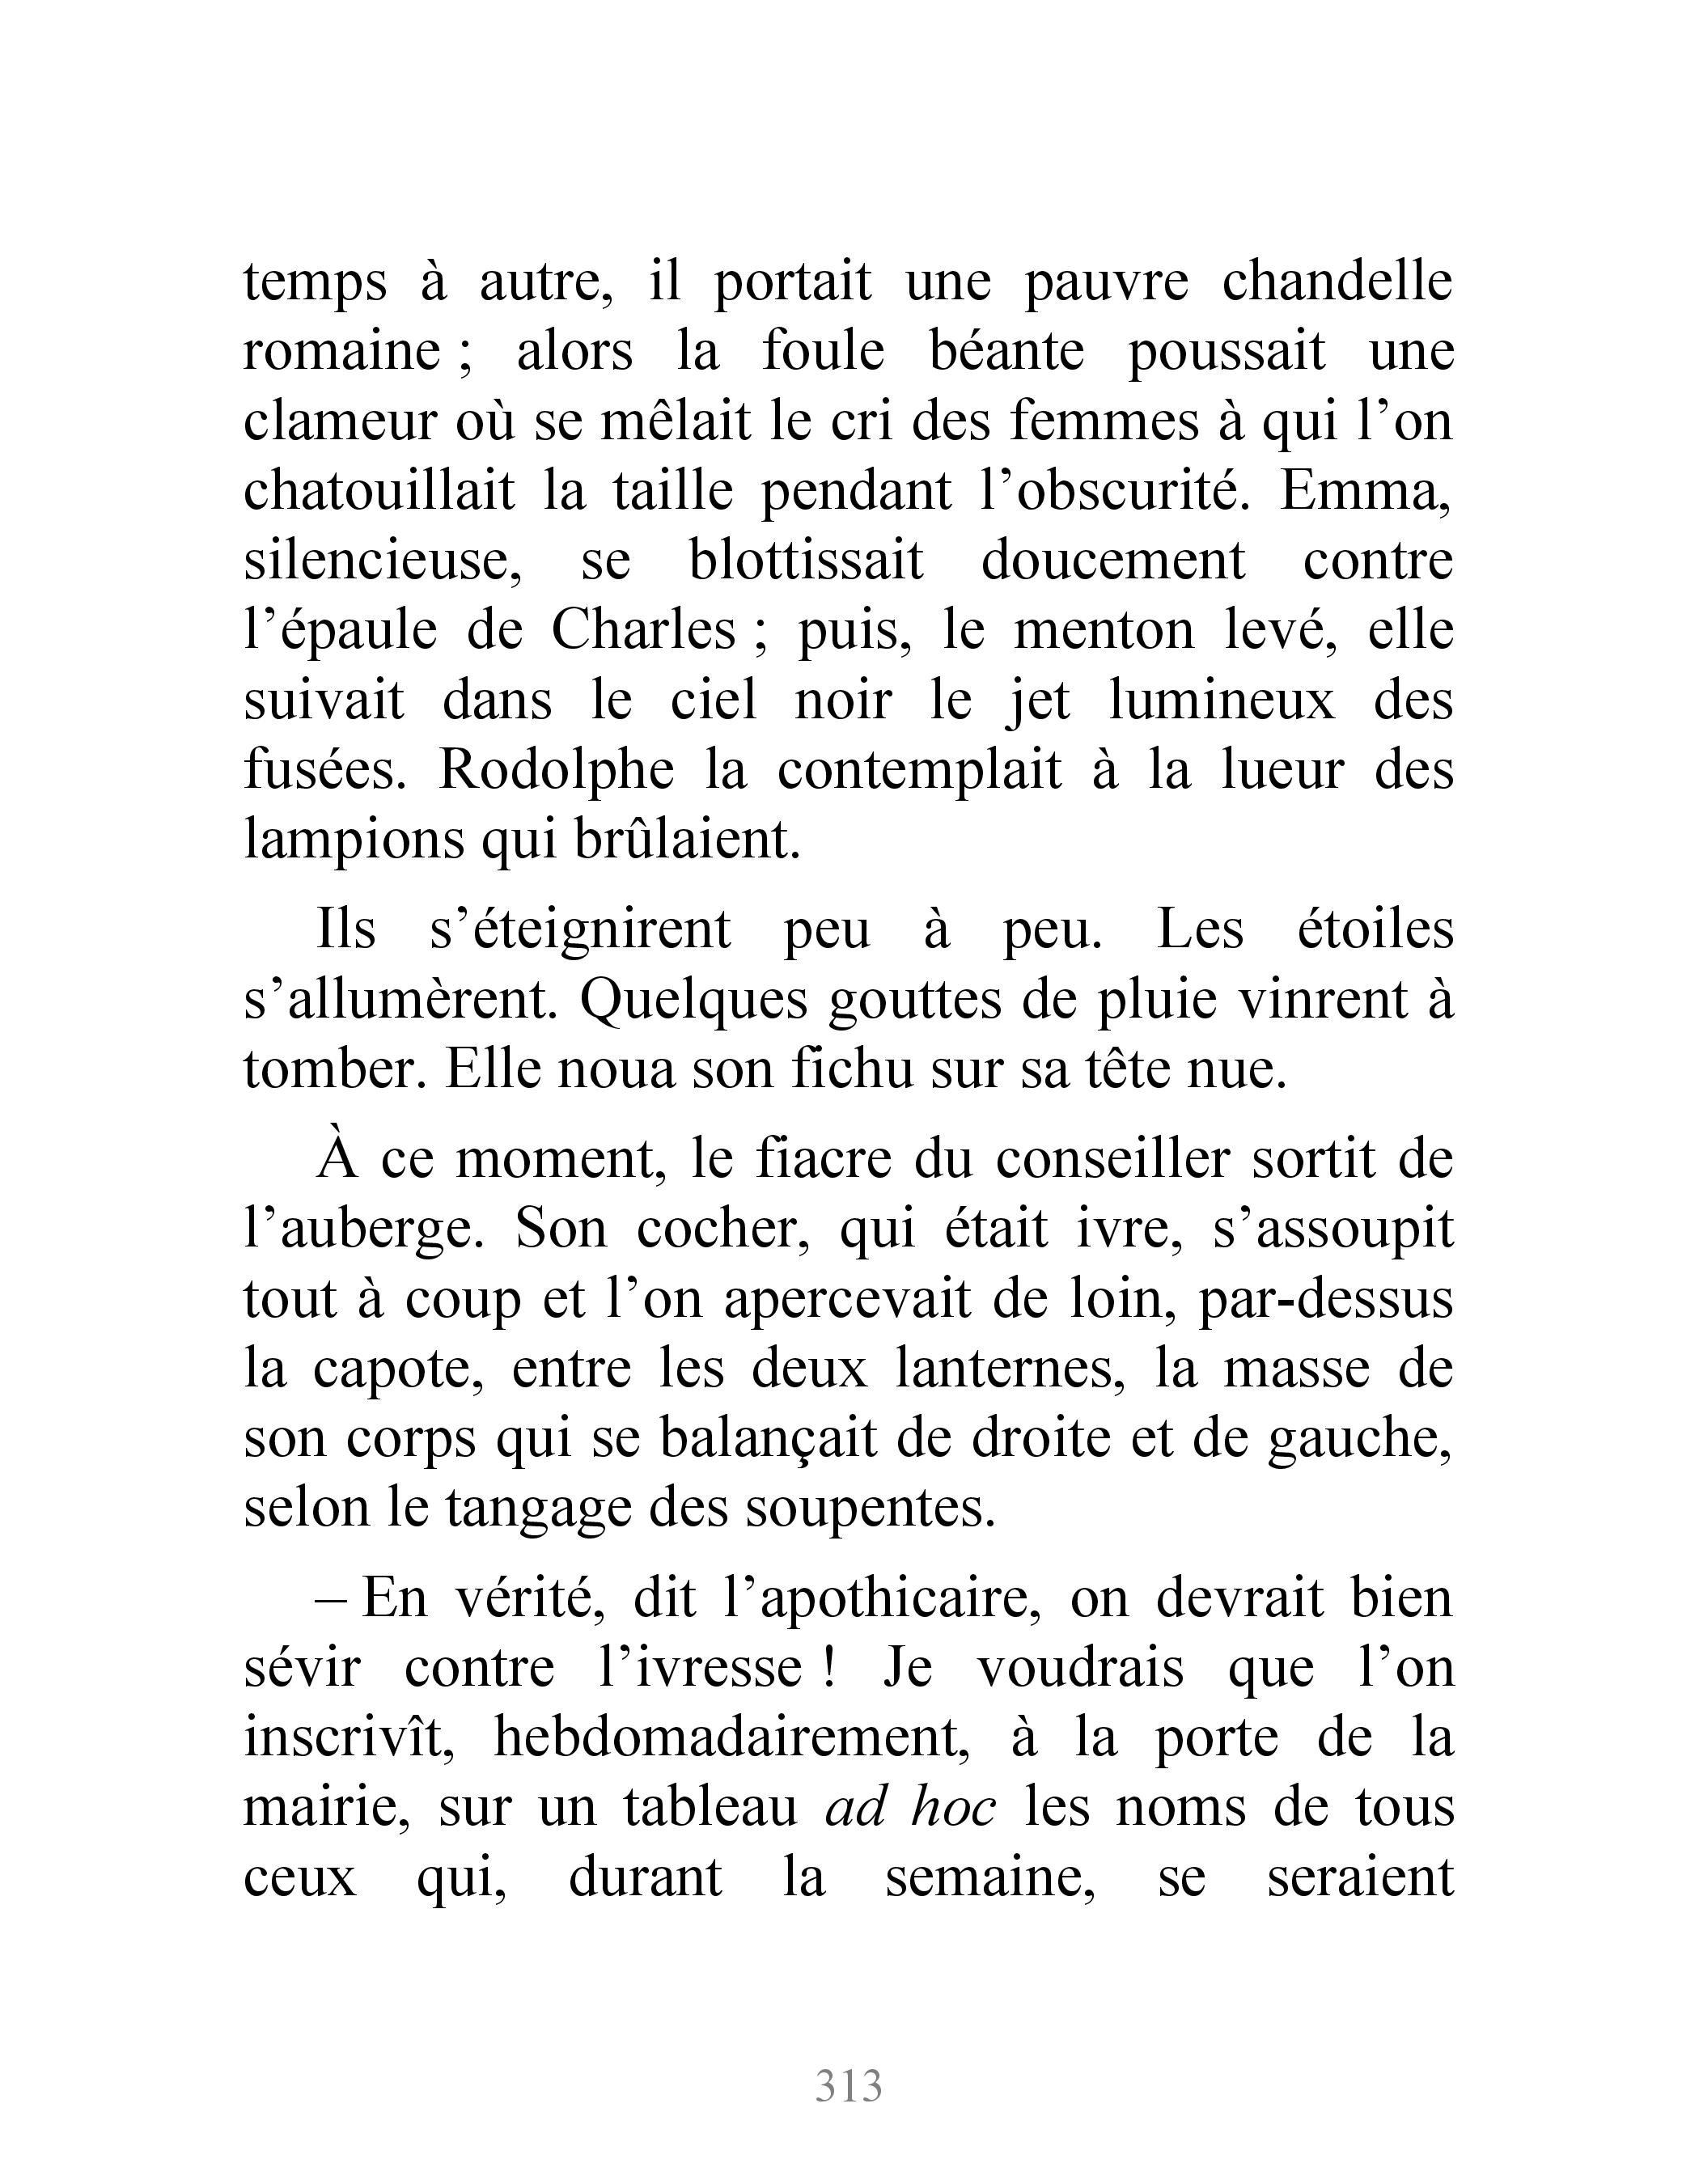 temps à autre, il portait une pauvre chandelle
romaine ; alors la foule béante poussait une
clameur où se mêlait le cri des femmes à qui l’on
chatouillait la taille pendant l’obscurité. Emma,
silencieuse, se blottissait doucement contre
l’épaule de Charles ; puis, le menton levé, elle
suivait dans le ciel noir le jet lumineux des
fusées. Rodolphe la contemplait à la lueur des
lampions qui brûlaient.
Ils s’éteignirent peu à peu. Les étoiles
s’allumèrent. Quelques gouttes de pluie vinrent à
tomber. Elle noua son fichu sur sa tête nue.
À ce moment, le fiacre du conseiller sortit de
l’auberge. Son cocher, qui était ivre, s’assoupit
tout à coup et l’on apercevait de loin, par-dessus
la capote, entre les deux lanternes, la masse de
son corps qui se balançait de droite et de gauche,
selon le tangage des soupentes.
– En vérité, dit l’apothicaire, on devrait bien
sévir contre l’ivresse ! Je voudrais que l’on
inscrivît, hebdomadairement, à la porte de la
mairie, sur un tableau ad hoc les noms de tous
ceux qui, durant la semaine, se seraient
313